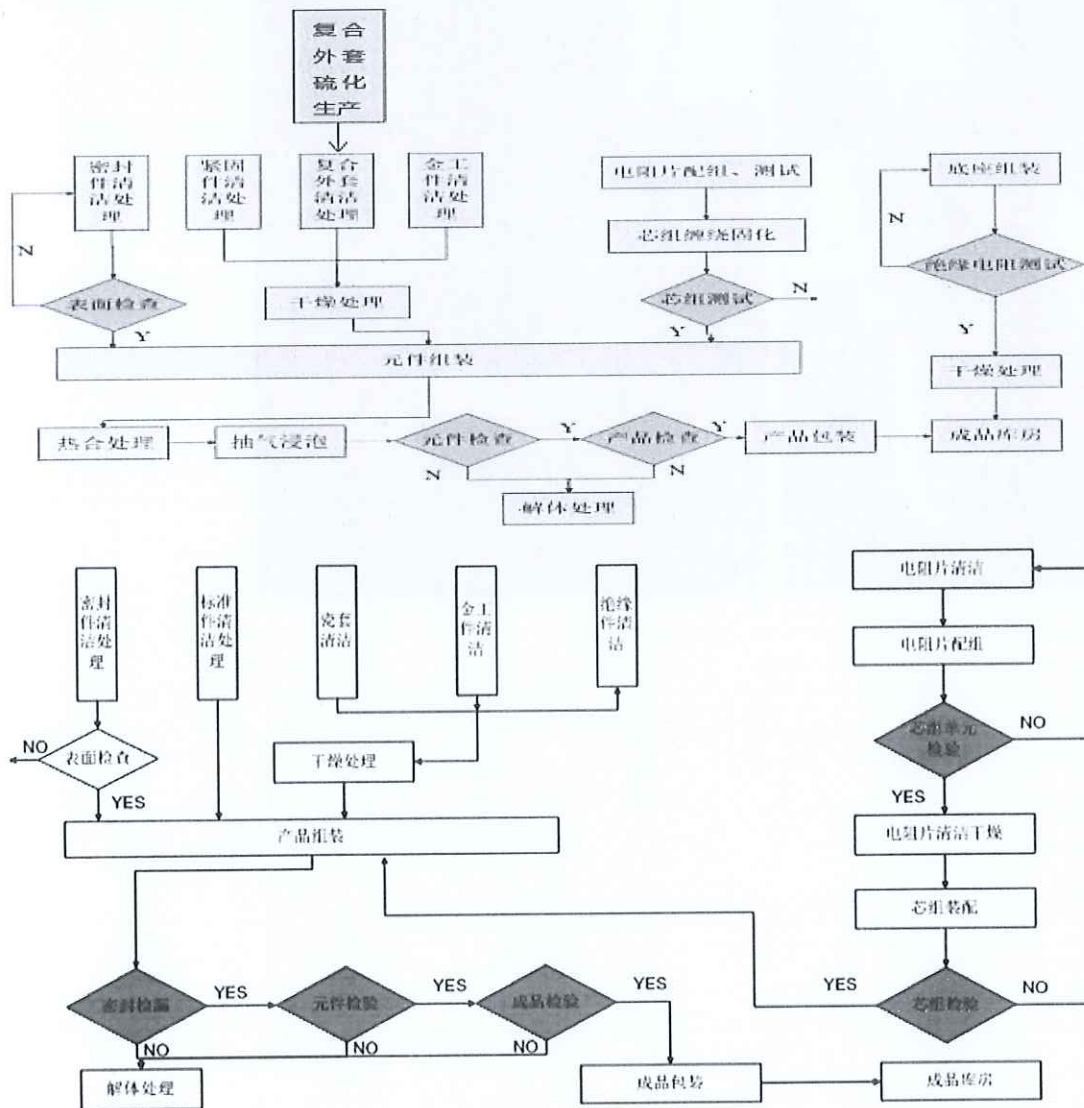 复合
外套
硫化
生产
密封
件清
洁处
理
紧固
件清
洁处
理
复合
外套
清洁
处理
金工
件清
洁处
理
电阻片配组、测试
底座组装
N
N
芯组缠绕固化
绝缘电阻测试
表面检查
干燥处理
芯组测试
N
Y
Y
Y
元件组装
干燥处理
热合处理
抽气浸泡
元件检查
Y
产品检查
Y
产品包装
成品库房
N
N
解体处理
密封
件清
洁处
理
标准
件清
洁处
理
瓷套
清洁
金工
件清
洁
绝缘
件清
洁
电阻片清洁
电阻片配组
NO
表面检查
YES
干燥处理
芯组单元
检验
NO
YES
产品组装
电阻片清洁干燥
芯组装配
密封检漏
YES
元件检验
YES
成品检验
YES
YES
芯组检验
NO
NO
NO
NO
解体处理
成品包装
成品库房